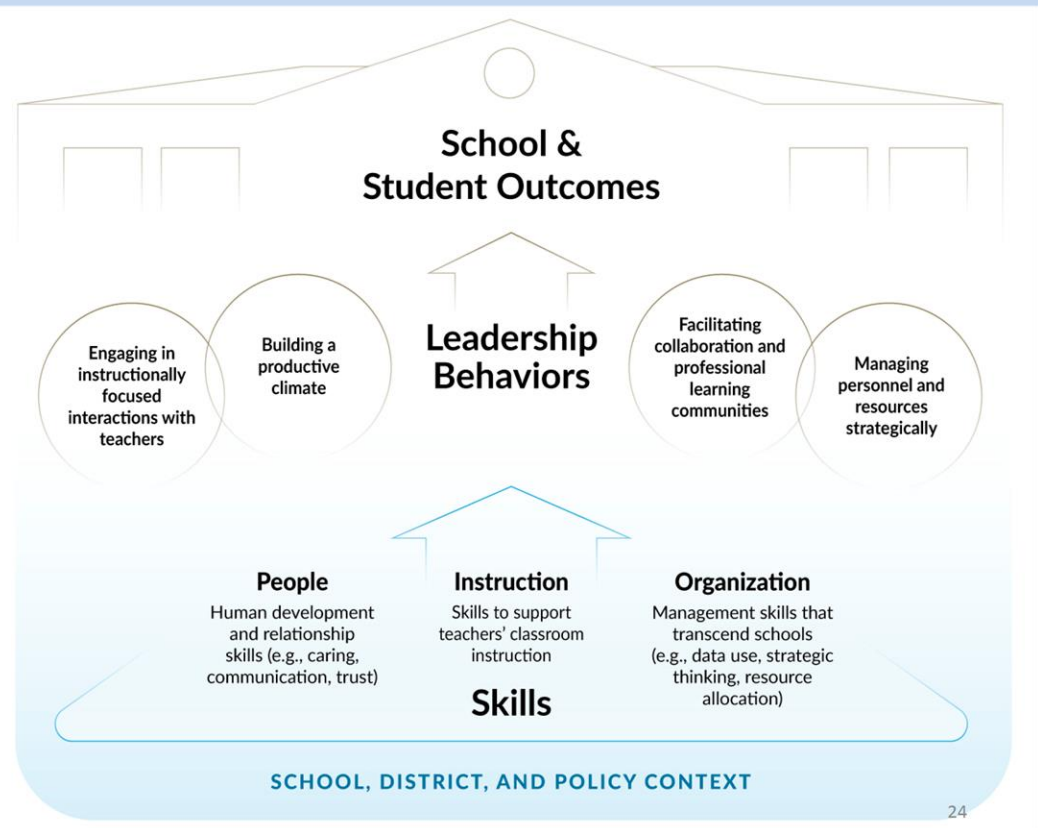 School &
Student Outcomes
Engaging in
instructionally
focused
interactions with
teachers
Building a
productive
climate
Leadership
Behaviors
Facilitating
collaboration and
professional
learning
communities
Managing
personnel and
resources
strategically
People
Human development
and relationship
skills (e.g., caring,
communication, trust)
Instruction
Skills to support
teachers’ classroom
instruction
Organization
Management skills that
transcend schools
(e.g., data use, strategic
thinking, resource
allocation)
Skills
SCHOOL, DISTRICT, AND POLICY CONTEXT
24